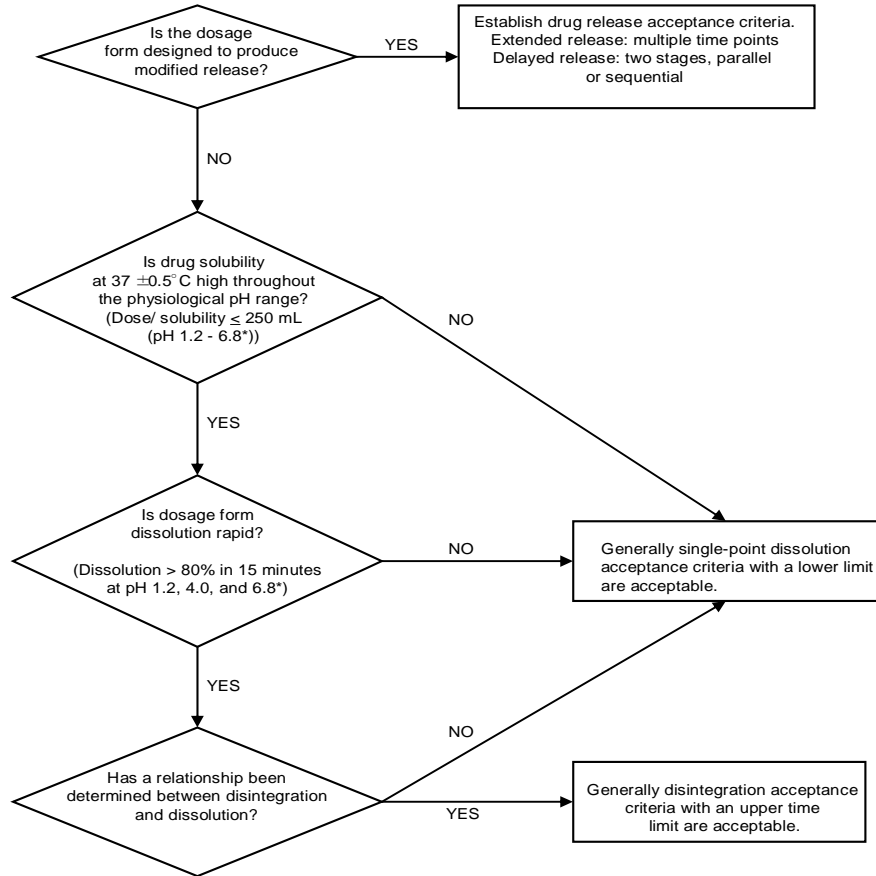 Is the dosage
form designed to produce
modified release?
YES
Establish drug release acceptance criteria.
Extended release: multiple time points
Delayed release: two stages, parallel
or sequential
NO
Is drug solubility
at 37 ±0.5°C high throughout
the physiological pH range?
(Dose/ solubility ≤ 250 mL
(pH 1.2 - 6.8*))
NO
YES
Is dosage form
dissolution rapid?
(Dissolution > 80% in 15 minutes
at pH 1.2, 4.0, and 6.8*)
NO
Generally single-point dissolution
acceptance criteria with a lower limit
are acceptable.
YES
NO
Has a relationship been
determined between disintegration
and dissolution?
YES
Generally disintegration acceptance
criteria with an upper time
limit are acceptable.